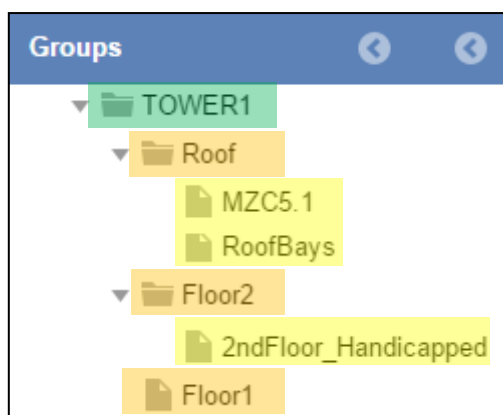 Groups
TOWER1
Roof
MZC5.1
RoofBays
Floor2
2ndFloor_Handicapped
Floor1